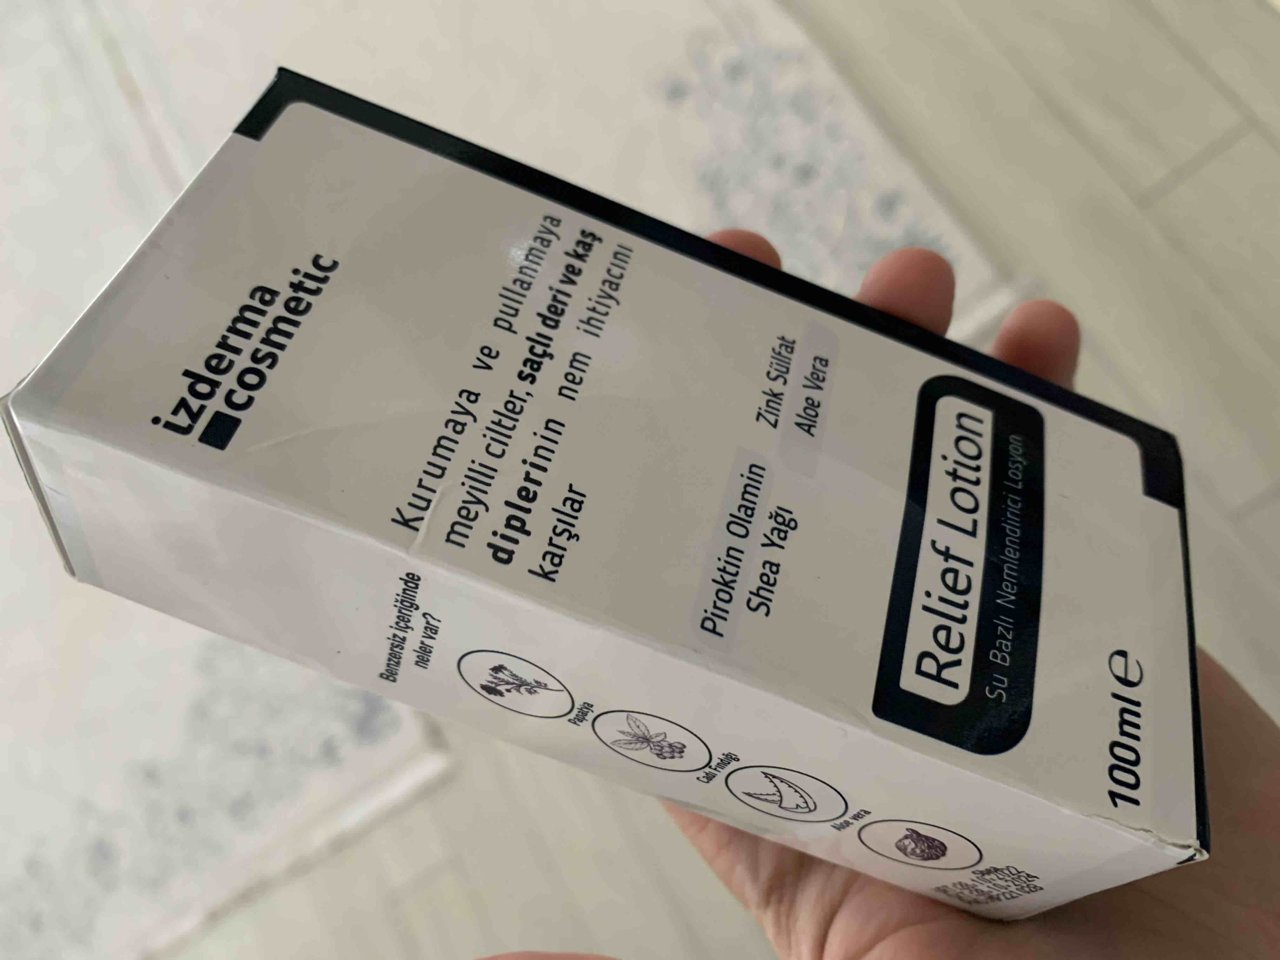 izderma
cosmetic
Kurumaya ve pullanmaya
meyilli ciltler, saçlı deri ve kaş
diplerinin nem ihtiyacını
karşılar
Piroktin Olamin
Zink Sülfat
Shea Yağı
Aloe Vera
Relief Lotion
Su Bazlı Nemlendirici Losyon
100ml e
Benzersiz içeriğinde
neler var?
Papatya
Cadı Fındığı
Aloe vera
Shea